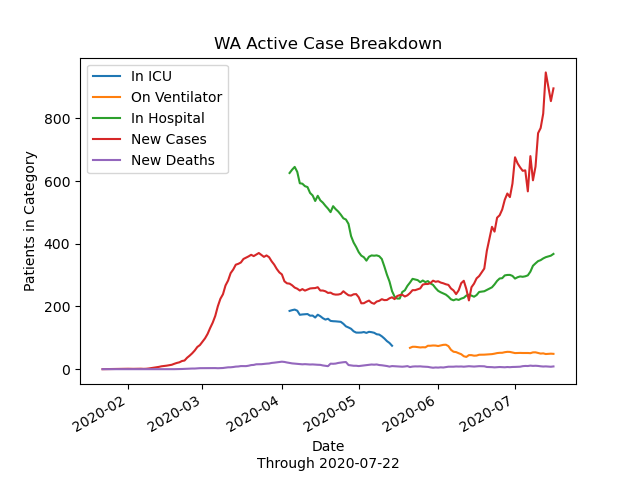 WA Active Case Breakdown
In ICU
On Ventilator
In Hospital
New Cases
New Deaths
Patients in Category
800
600
400
200
0
2020-02
2020-03
2020-04
2020-05
2020-06
2020-07
Date
Through 2020-07-22